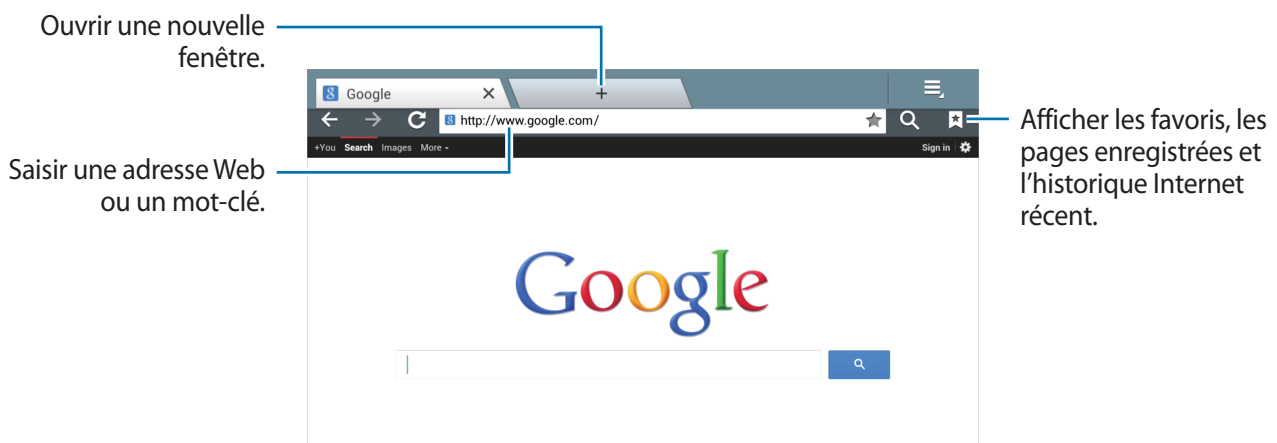 Ouvrir une nouvelle
fenêtre.
Google
+
http://www.google.com/
+You Search Images More
Sign in
Saisir une adresse Web
ou un mot-clé.
Afficher les favoris, les
pages enregistrées et
l'historique Internet
récent.
Google